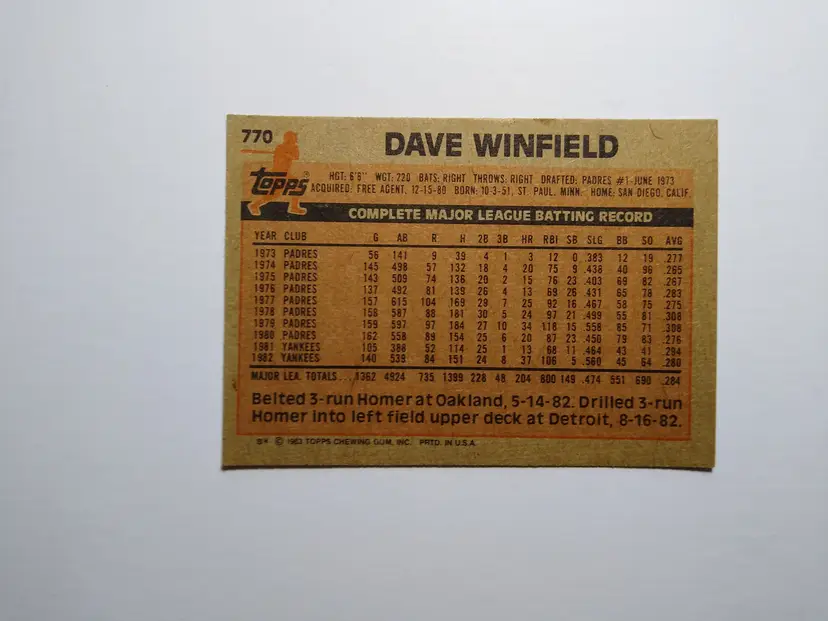 770
DAVE WINFIELD
Topps
HGT: 6'6" WGT: 220 BATS: RIGHT THROWS: RIGHT DRAFTED: PADRES #1-JUNE 1973
ACQUIRED: FREE AGENT, 12-15-80 BORN: 10-3-51, ST. PAUL, MINN. HOME: SAN DIEGO, CALIF.
COMPLETE MAJOR LEAGUE BATTING RECORD
YEAR CLUB G AB R H 2B 3B HR RBI SB SLG BB SO AVG
1973 PADRES 56 141 9 39 4 1 3 12 0 .383 12 19 .277
1974 PADRES 145 498 57 132 18 4 20 75 9 .438 40 96 .265
1975 PADRES 143 509 74 136 20 2 15 76 23 .403 69 82 .267
1976 PADRES 137 492 81 139 26 4 13 69 26 .431 65 78 .283
1977 PADRES 157 615 104 169 29 7 25 92 16 .467 58 75 .275
1978 PADRES 158 587 88 181 30 5 24 97 21 .499 55 81 .308
1979 PADRES 159 597 97 184 27 10 34 118 15 .558 85 71 .308
1980 PADRES 162 558 89 154 25 6 20 87 23 .450 79 83 .276
1981 YANKEES 105 388 52 114 25 1 13 68 11 .464 43 41 .294
1982 YANKEES 140 539 84 151 24 8 37 106 5 .560 45 64 .280
MAJOR LEA. TOTALS... 1362 4924 735 1399 228 48 204 800 149 .474 551 690 .284
Belted 3-run Homer at Oakland, 5-14-82. Drilled 3-run
Homer into left field upper deck at Detroit, 8-16-82.
© 1983 TOPPS CHEWING GUM, INC. PRTD. IN U.S.A.